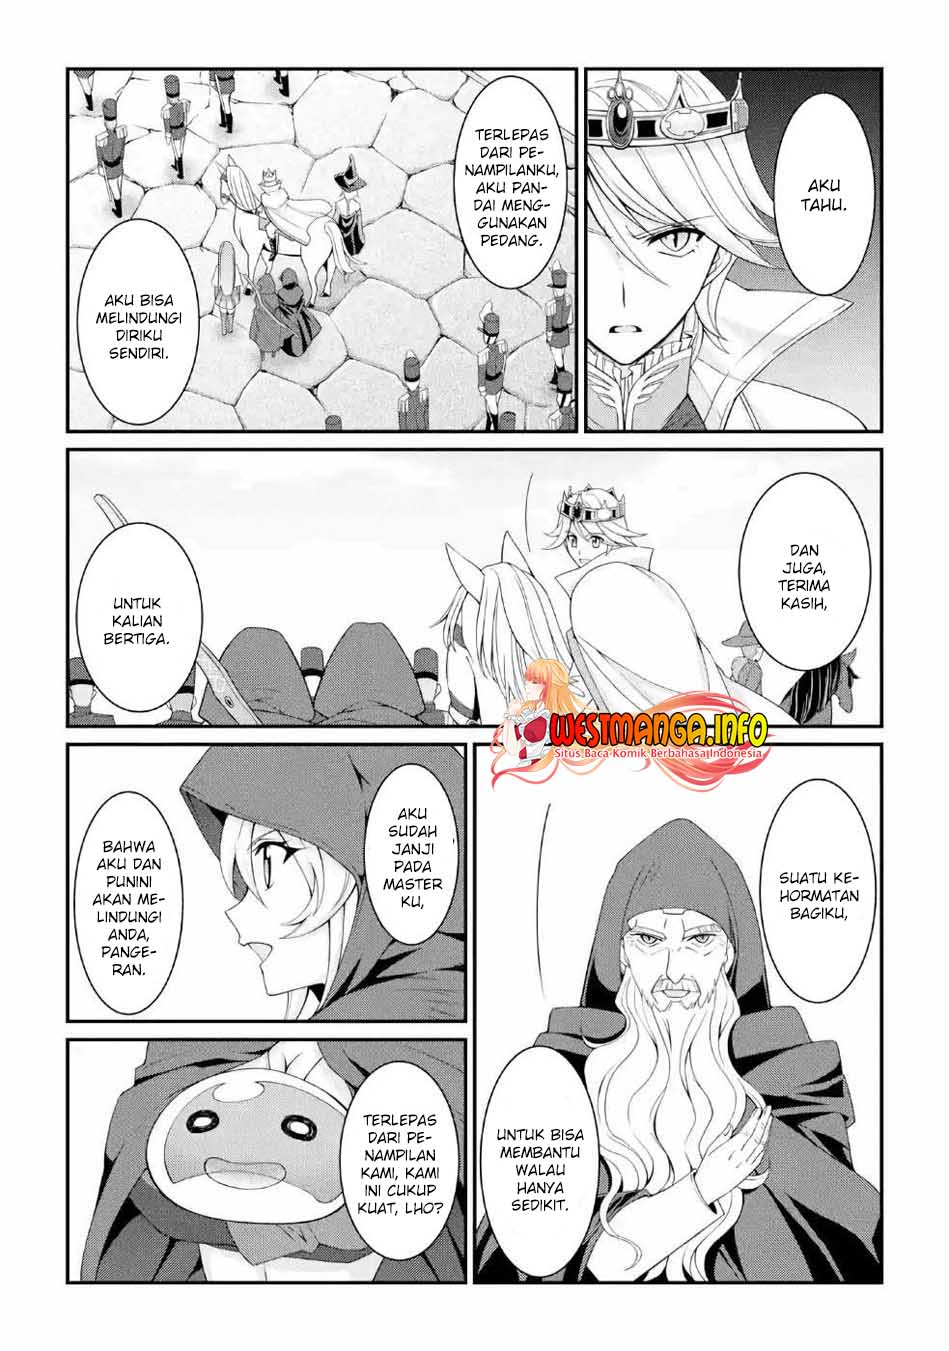 AKU
TAHU.
TERLEPAS
DARI PE-
NAMPILANKU,
AKU PAN-
DAI MENG-
GUNAKAN
PEDANG.
AKU BISA
MELINDUNGI
DIRIKU
SENDIRI.
DAN
JUGA,
TERIMA
KASIH,
UNTUK
KALIAN
BERTIGA.
WESTMANGA.INFO
Situs Baca Komik Berbahasa Indonesia
SUATU KE-
HORMATAN
BAGIKU,
UNTUK BISA
MEMBANTU
WALAU
HANYA
SEDIKIT.
AKU
SUDAH
JANJI
PADA
MASTER
KU,
BAHWA
AKU DAN
PUNINI
AKAN ME-
LINDUNGI
ANDA,
PANGE-
RAN.
TERLEPAS
DARI PE-
NAMPILAN
KAMI, KAMI
INI CUKUP
KUAT, LHO?